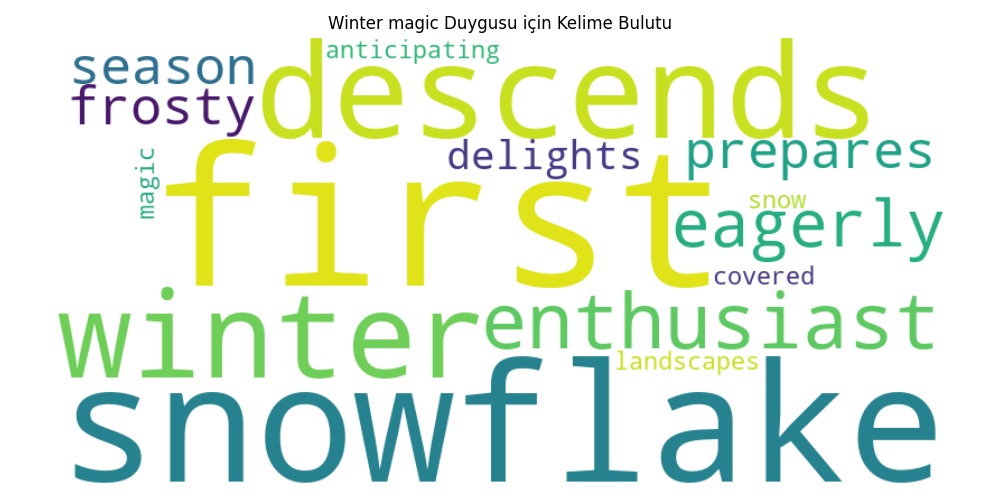 Winter magic Duygusu için Kelime Bulutu
anticipating
season
descends
frosty
delights
prepares
magic
first
snow
eagerly
covered
winter
enthusiast
landscapes
snowflake